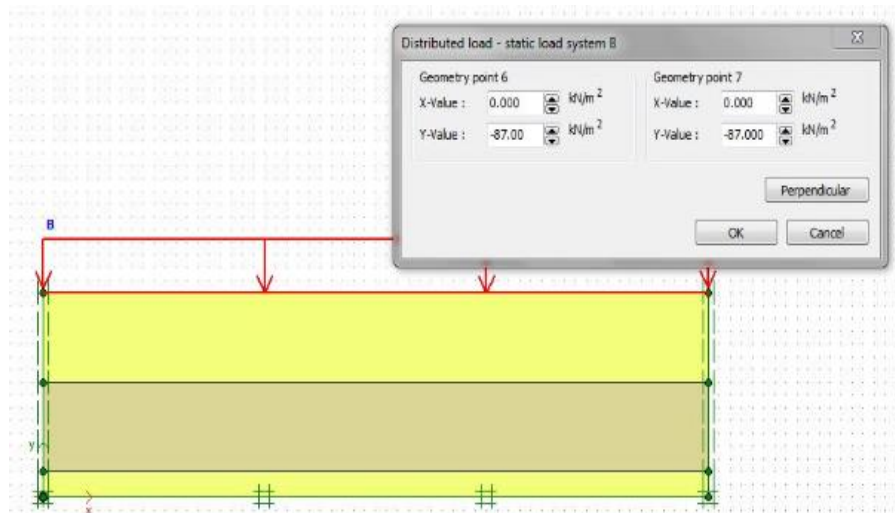 Distributed load - static load system B
Geometry point 6
Geometry point 7
X-Value : 0.000 kN/m 2
X-Value : 0.000 kN/m 2
Y-Value : -87.00 kN/m 2
Y-Value : -87.000 kN/m 2
Perpendicular
OK
Cancel
B
y
x